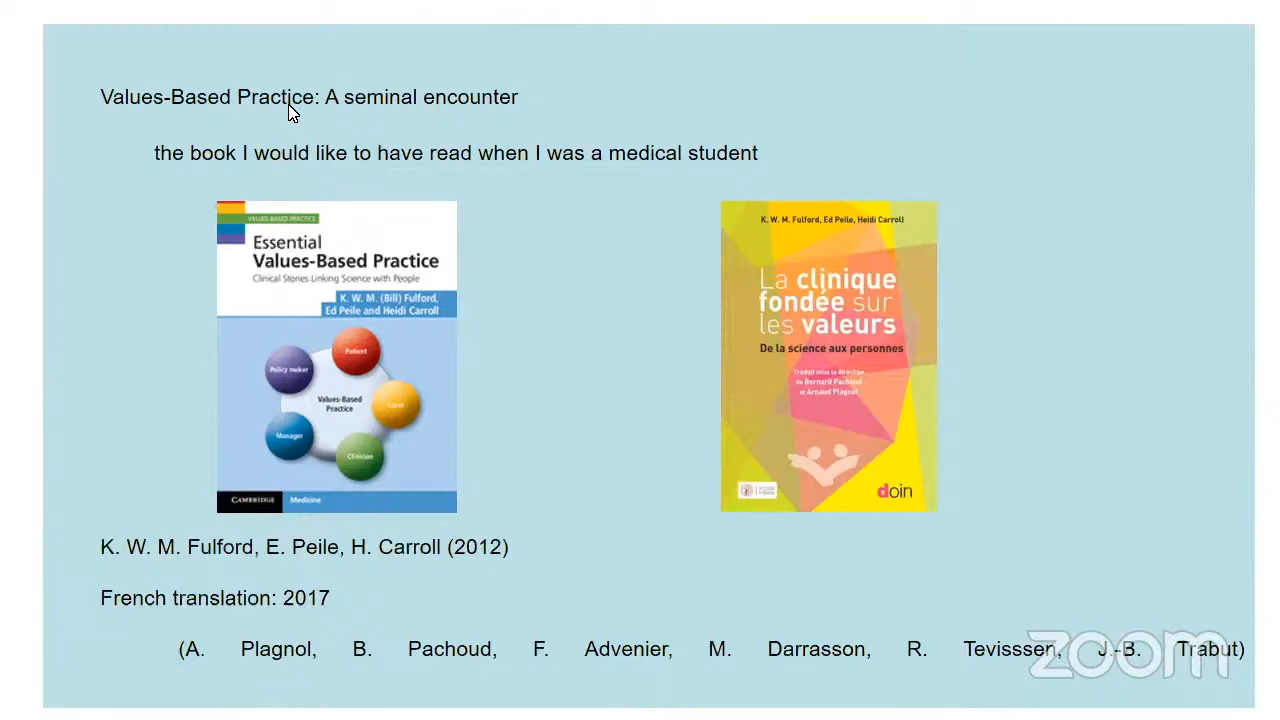 Values-Based Practice: A seminal encounter
the book I would like to have read when I was a medical student
VALUES-BASED PRACTICE
Essential
Values-Based Practice
Clinical Stories Linking Science with People
K. W. M. (Bill) Fulford,
Ed Peile and Heidi Carroll
Patient
Policy maker
Values-Based
Practice
Carer
Manager
Clinician
CAMBRIDGE Medicine
K. W. M. Fulford, Ed Peile, Heidi Carroll
La clinique
fondée sur
les valeurs
De la science aux personnes
Traduit sous la direction
de Bernard Pachoud
et Arnaud Plagnol
doin
K. W. M. Fulford, E. Peile, H. Carroll (2012)
French translation: 2017
(A. Plagnol, B. Pachoud, F. Advenier, M. Darrasson, R. Tevisssen, J.-B. Trabut)
zoom